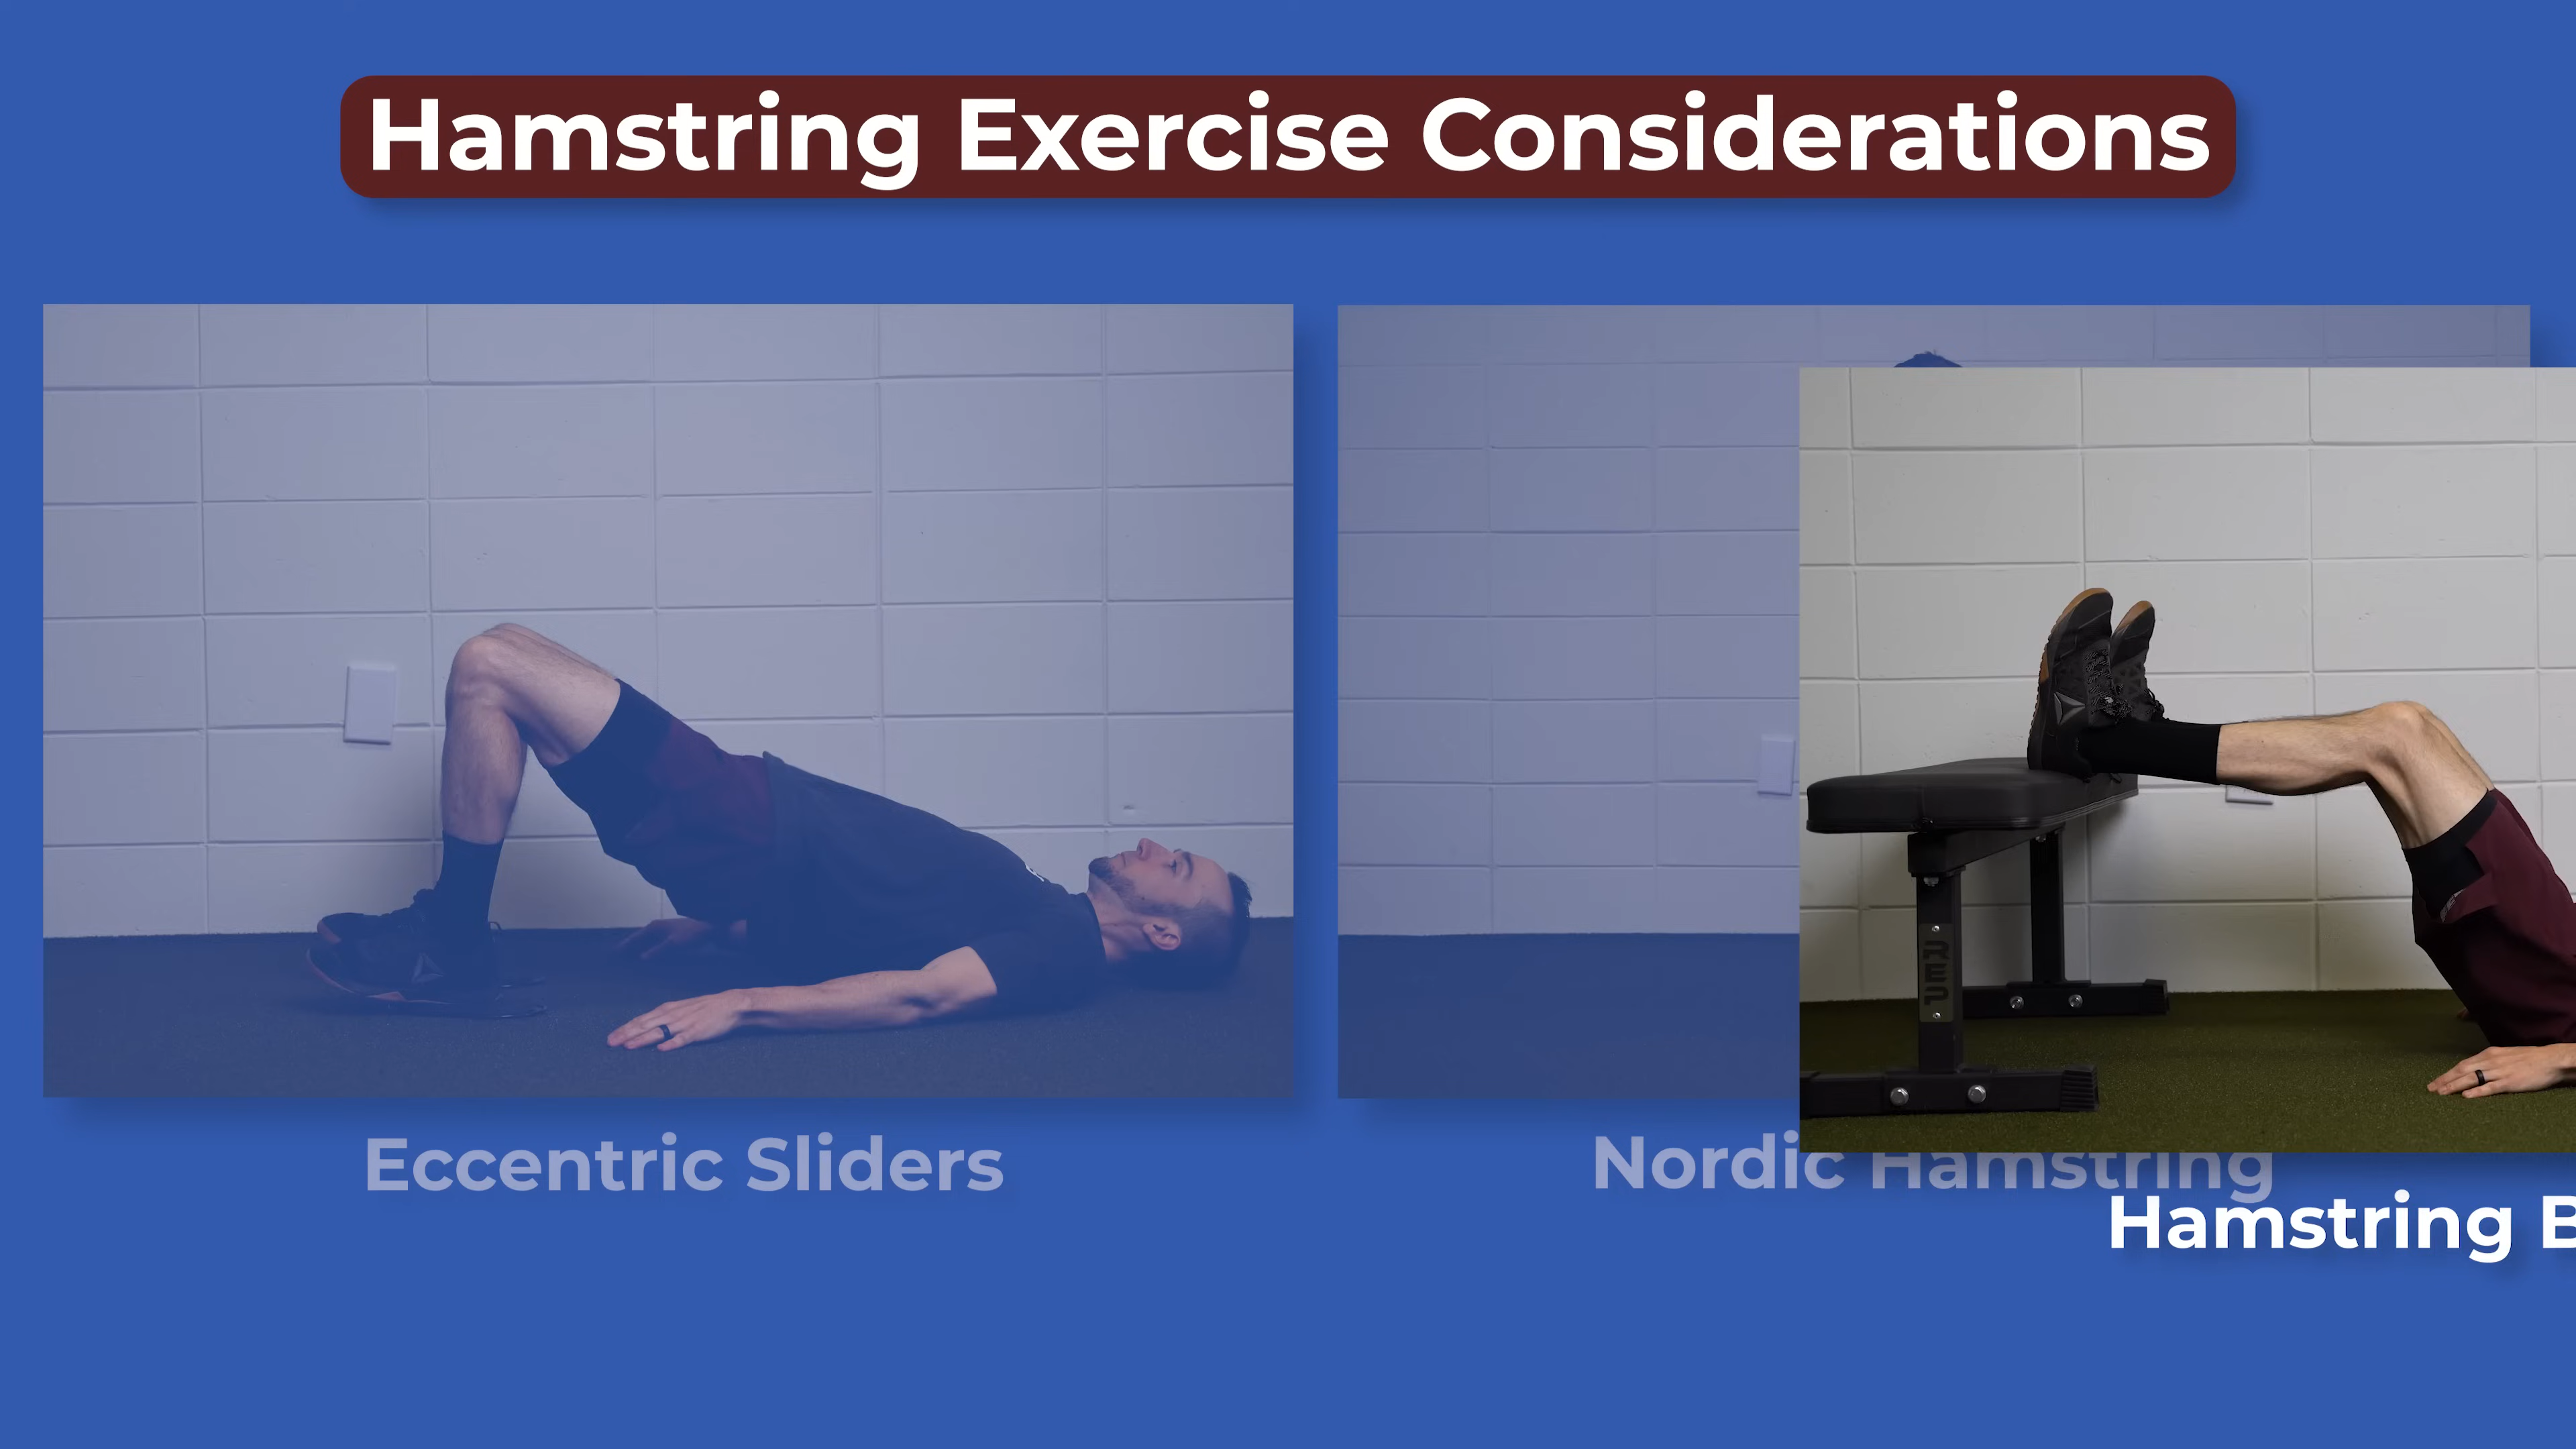 Hamstring Exercise Considerations
Eccentric Sliders
Nordic Hamstring
Hamstring B